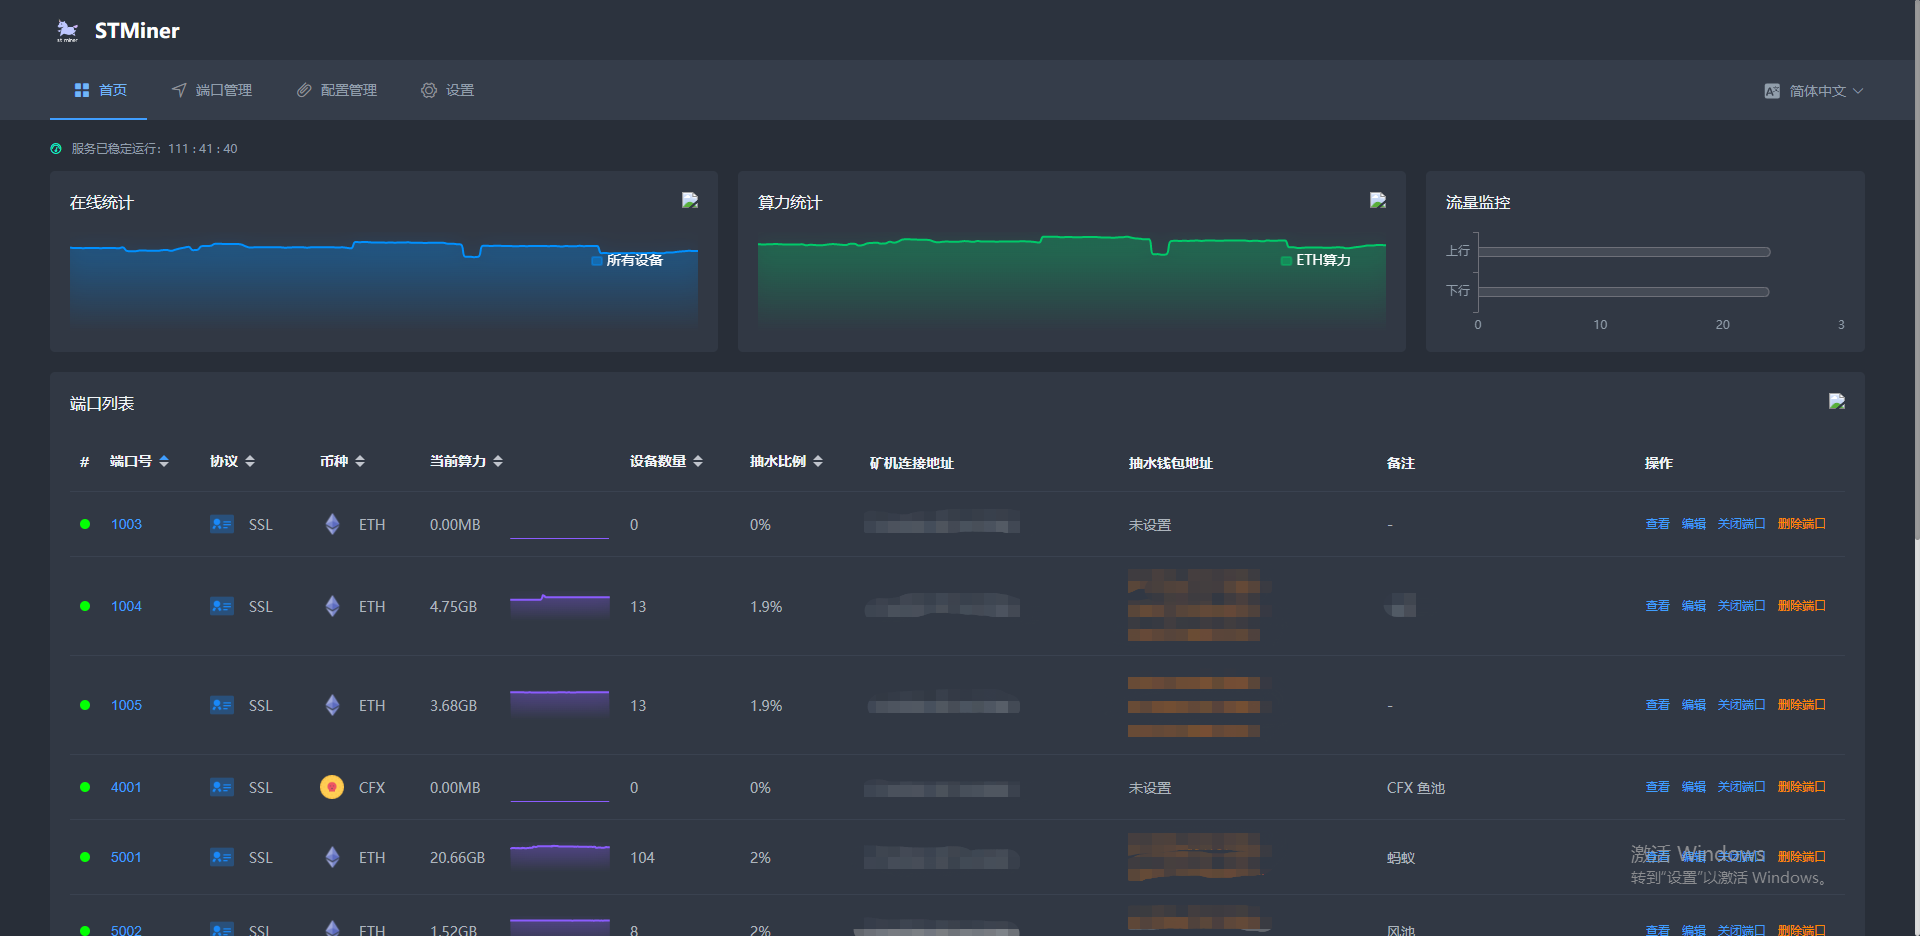 st miner
STMiner
首页 端口管理 配置管理 设置 简体中文
服务已稳定运行：111 : 41 : 40
在线统计
所有设备
算力统计
ETH算力
流量监控
上行
下行
0 10 20 3
端口列表
# 端口号 协议 币种 当前算力 设备数量 抽水比例 矿机连接地址 抽水钱包地址 备注 操作
1003 SSL ETH 0.00MB 0 0% 未设置 - 查看 编辑 关闭端口 删除端口
1004 SSL ETH 4.75GB 13 1.9% 查看 编辑 关闭端口 删除端口
1005 SSL ETH 3.68GB 13 1.9% - 查看 编辑 关闭端口 删除端口
4001 SSL CFX 0.00MB 0 0% 未设置 CFX 鱼池 查看 编辑 关闭端口 删除端口
5001 SSL ETH 20.66GB 104 2% 蚂蚁 查看 编辑 关闭端口 删除端口
激活 Windows
转到“设置”以激活 Windows。
5002 SSL ETH 1.52GB 8 2% 风池 查看 编辑 关闭端口 删除端口